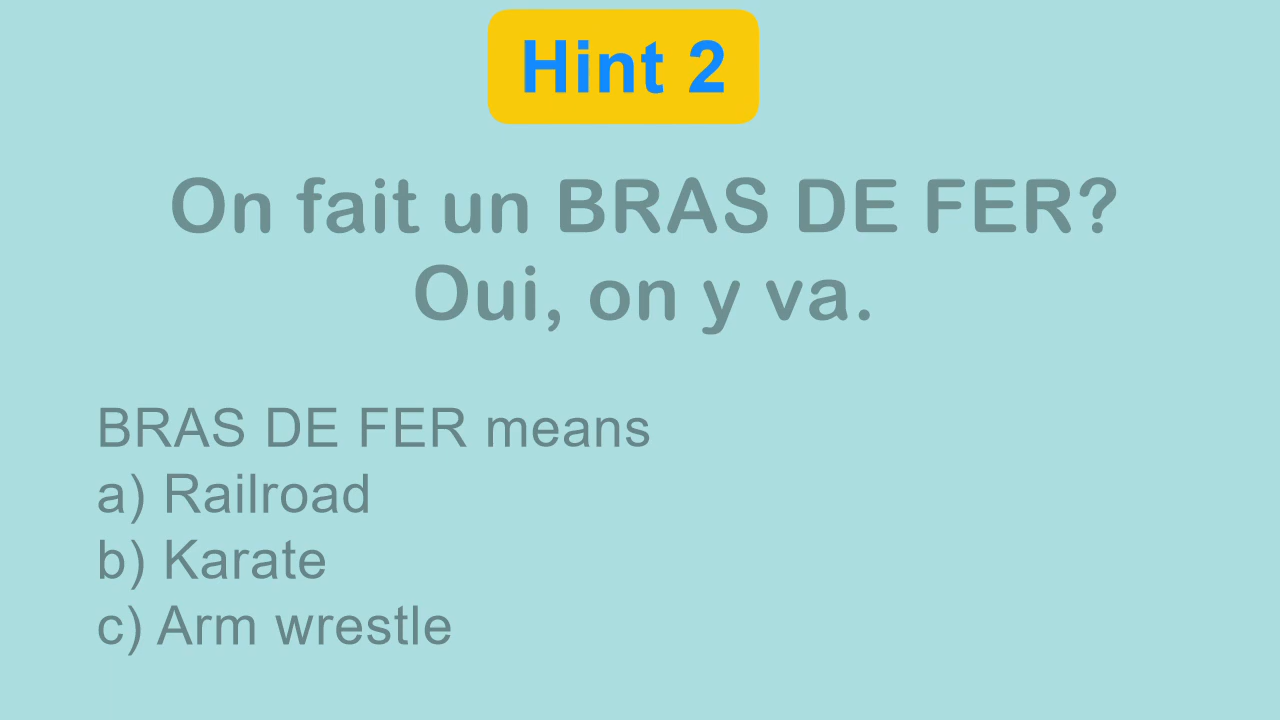 Hint 2
On fait un BRAS DE FER?
Oui, on y va.
BRAS DE FER means
a) Railroad
b) Karate
c) Arm wrestle